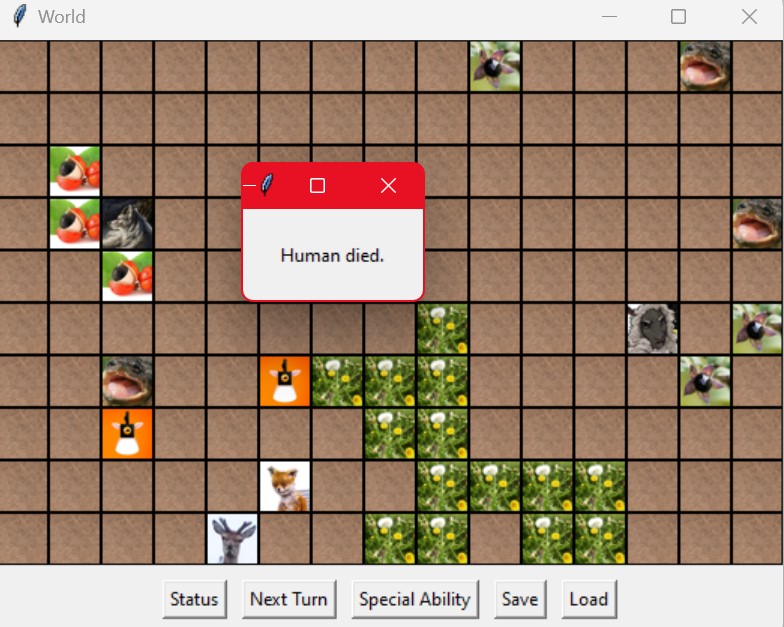 World
Human died.
Status
Next Turn
Special Ability
Save
Load